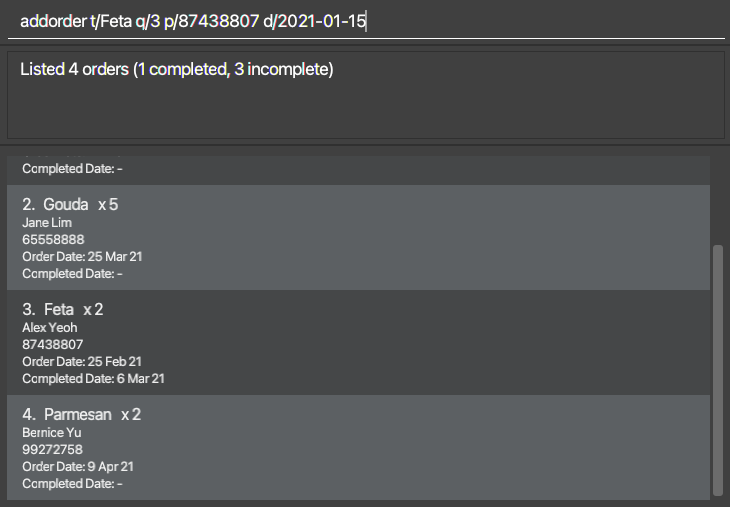 addorder t/Feta q/3 p/87438807 d/2021-01-15
Listed 4 orders (1 completed, 3 incomplete)
Completed Date: -
2. Gouda x 5
Jane Lim
65558888
Order Date: 25 Mar 21
Completed Date: -
3. Feta x 2
Alex Yeoh
87438807
Order Date: 25 Feb 21
Completed Date: 6 Mar 21
4. Parmesan x 2
Bernice Yu
99272758
Order Date: 9 Apr 21
Completed Date: -